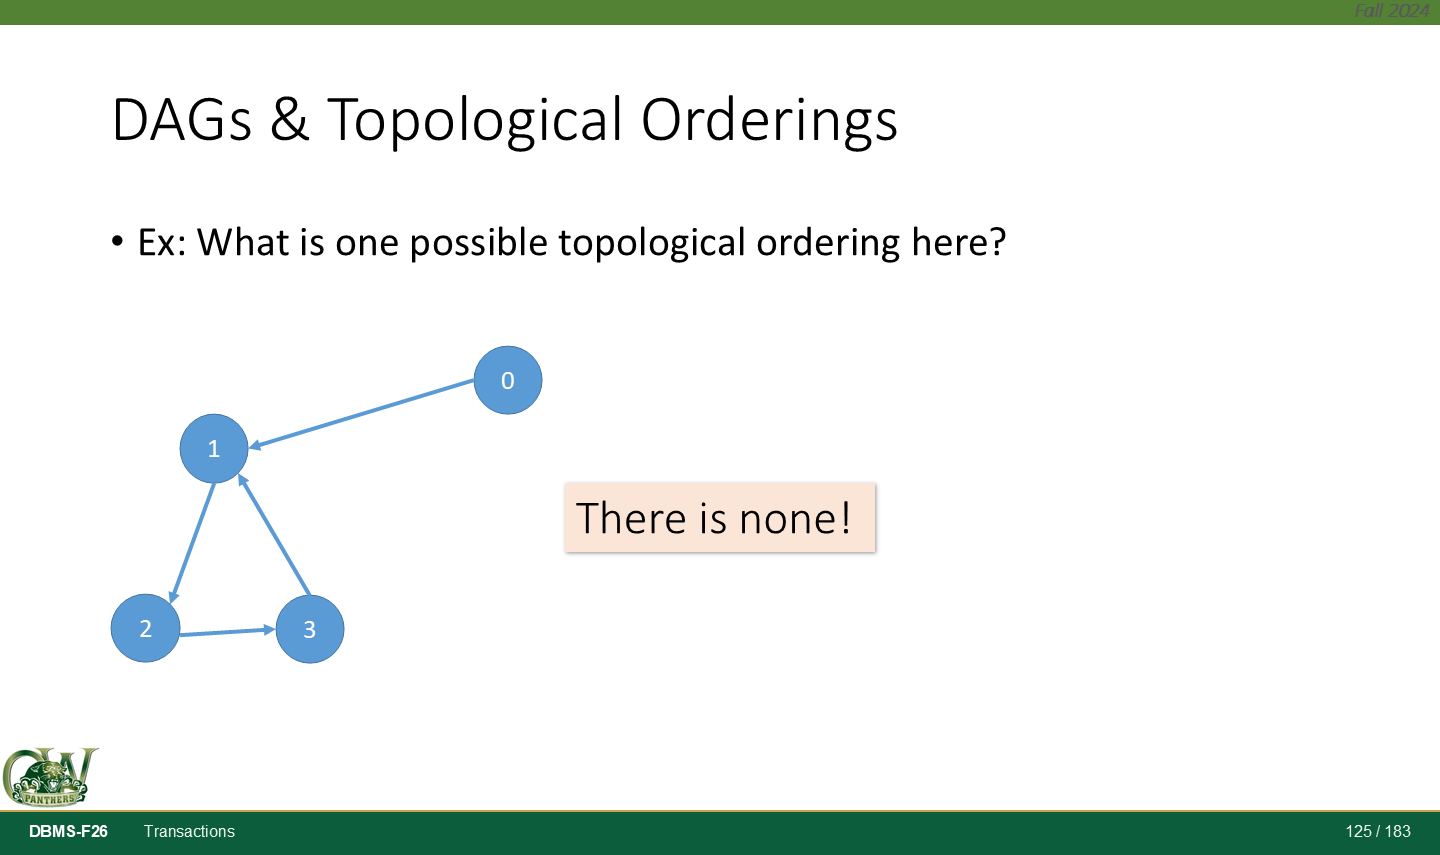 Fall 2024
DAGs & Topological Orderings
• Ex: What is one possible topological ordering here?
0
1
There is none!
2
3
OW
PANTHERS
DBMS-F26 Transactions 125 / 183